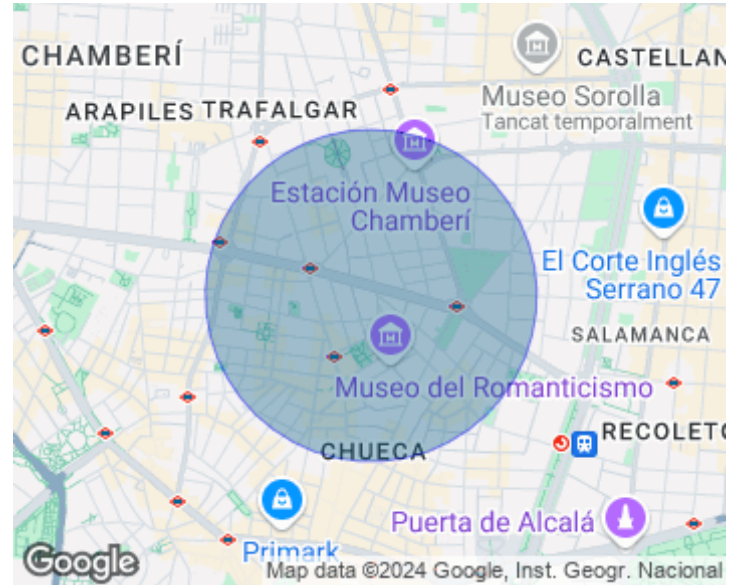 CHAMBERÍ
CASTELLAN
Museo Sorolla
Tancat temporalment
ARAPILES
TRAFALGAR
Estación Museo
Chamberí
El Corte Inglés
Serrano 47
SALAMANCA
Museo del Romanticismo
RECOLETO
CHUECA
Puerta de Alcalá
Primark
Google
Map data ©2024 Google, Inst. Geogr. Nacional